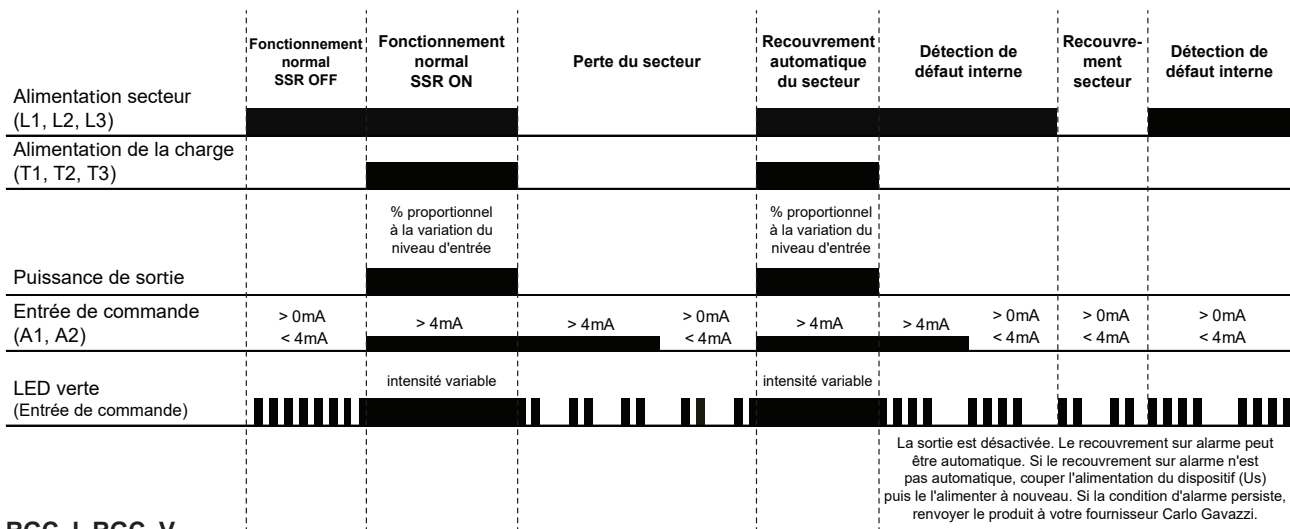 Fonctionnement
normal
SSR OFF
Fonctionnement
normal
SSR ON
Perte du secteur
Recouvrement
automatique
du secteur
Détection de
défaut interne
Recouvre-
ment
secteur
Détection de
défaut interne
Alimentation secteur
(L1, L2, L3)
Alimentation de la charge
(T1, T2, T3)
% proportionnel
à la variation du
niveau d'entrée
% proportionnel
à la variation du
niveau d'entrée
Puissance de sortie
Entrée de commande
(A1, A2)
> 0mA
< 4mA
> 4mA
> 4mA
> 0mA
< 4mA
> 4mA
> 4mA
> 0mA
< 4mA
> 0mA
< 4mA
> 0mA
< 4mA
LED verte
(Entrée de commande)
intensité variable
intensité variable
La sortie est désactivée. Le recouvrement sur alarme peut
être automatique. Si le recouvrement sur alarme n'est
pas automatique, couper l'alimentation du dispositif (Us)
puis le l'alimenter à nouveau. Si la condition d'alarme persiste,
renvoyer le produit à votre fournisseur Carlo Gavazzi.